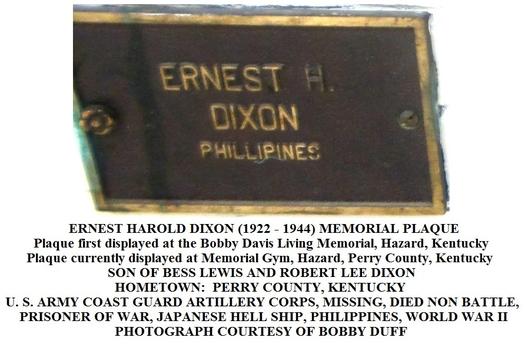 ERNEST H.
DIXON
PHILLIPINES
ERNEST HAROLD DIXON (1922 - 1944) MEMORIAL PLAQUE
Plaque first displayed at the Bobby Davis Living Memorial, Hazard, Kentucky
Plaque currently displayed at Memorial Gym, Hazard, Perry County, Kentucky
SON OF BESS LEWIS AND ROBERT LEE DIXON
HOMETOWN: PERRY COUNTY, KENTUCKY
U. S. ARMY COAST GUARD ARTILLERY CORPS, MISSING, DIED NON BATTLE,
PRISONER OF WAR, JAPANESE HELL SHIP, PHILIPPINES, WORLD WAR II
PHOTOGRAPH COURTESY OF BOBBY DUFF